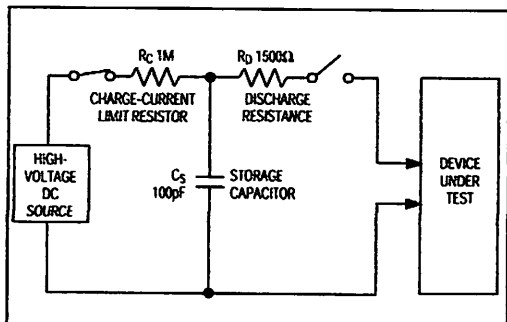 RC 1M
CHARGE-CURRENT
LIMIT RESISTOR
RD 1500Ω
DISCHARGE
RESISTANCE
HIGH-
VOLTAGE
DC
SOURCE
CS
100pF
STORAGE
CAPACITOR
DEVICE
UNDER
TEST